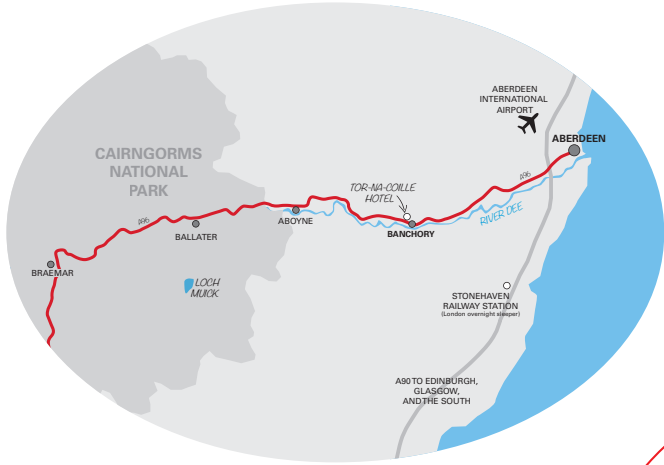 ABERDEEN
INTERNATIONAL
AIRPORT
ABERDEEN
CAIRNGORMS
NATIONAL
PARK
A96
TOR-NA-COILLE
HOTEL
RIVER DEE
A96
ABOYNE
BANCHORY
BALLATER
BRAEMAR
LOCH
MUICK
STONEHAVEN
RAILWAY STATION
(London overnight sleeper)
A90 TO EDINBURGH,
GLASGOW,
AND THE SOUTH